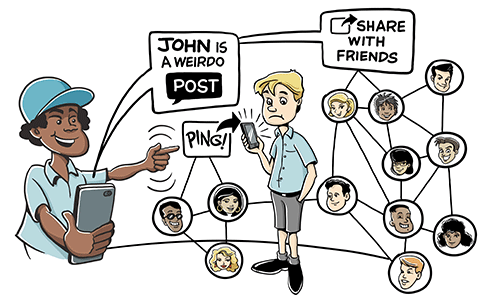 JOHN IS
A WEIRDO
POST
SHARE
WITH
FRIENDS
PING!